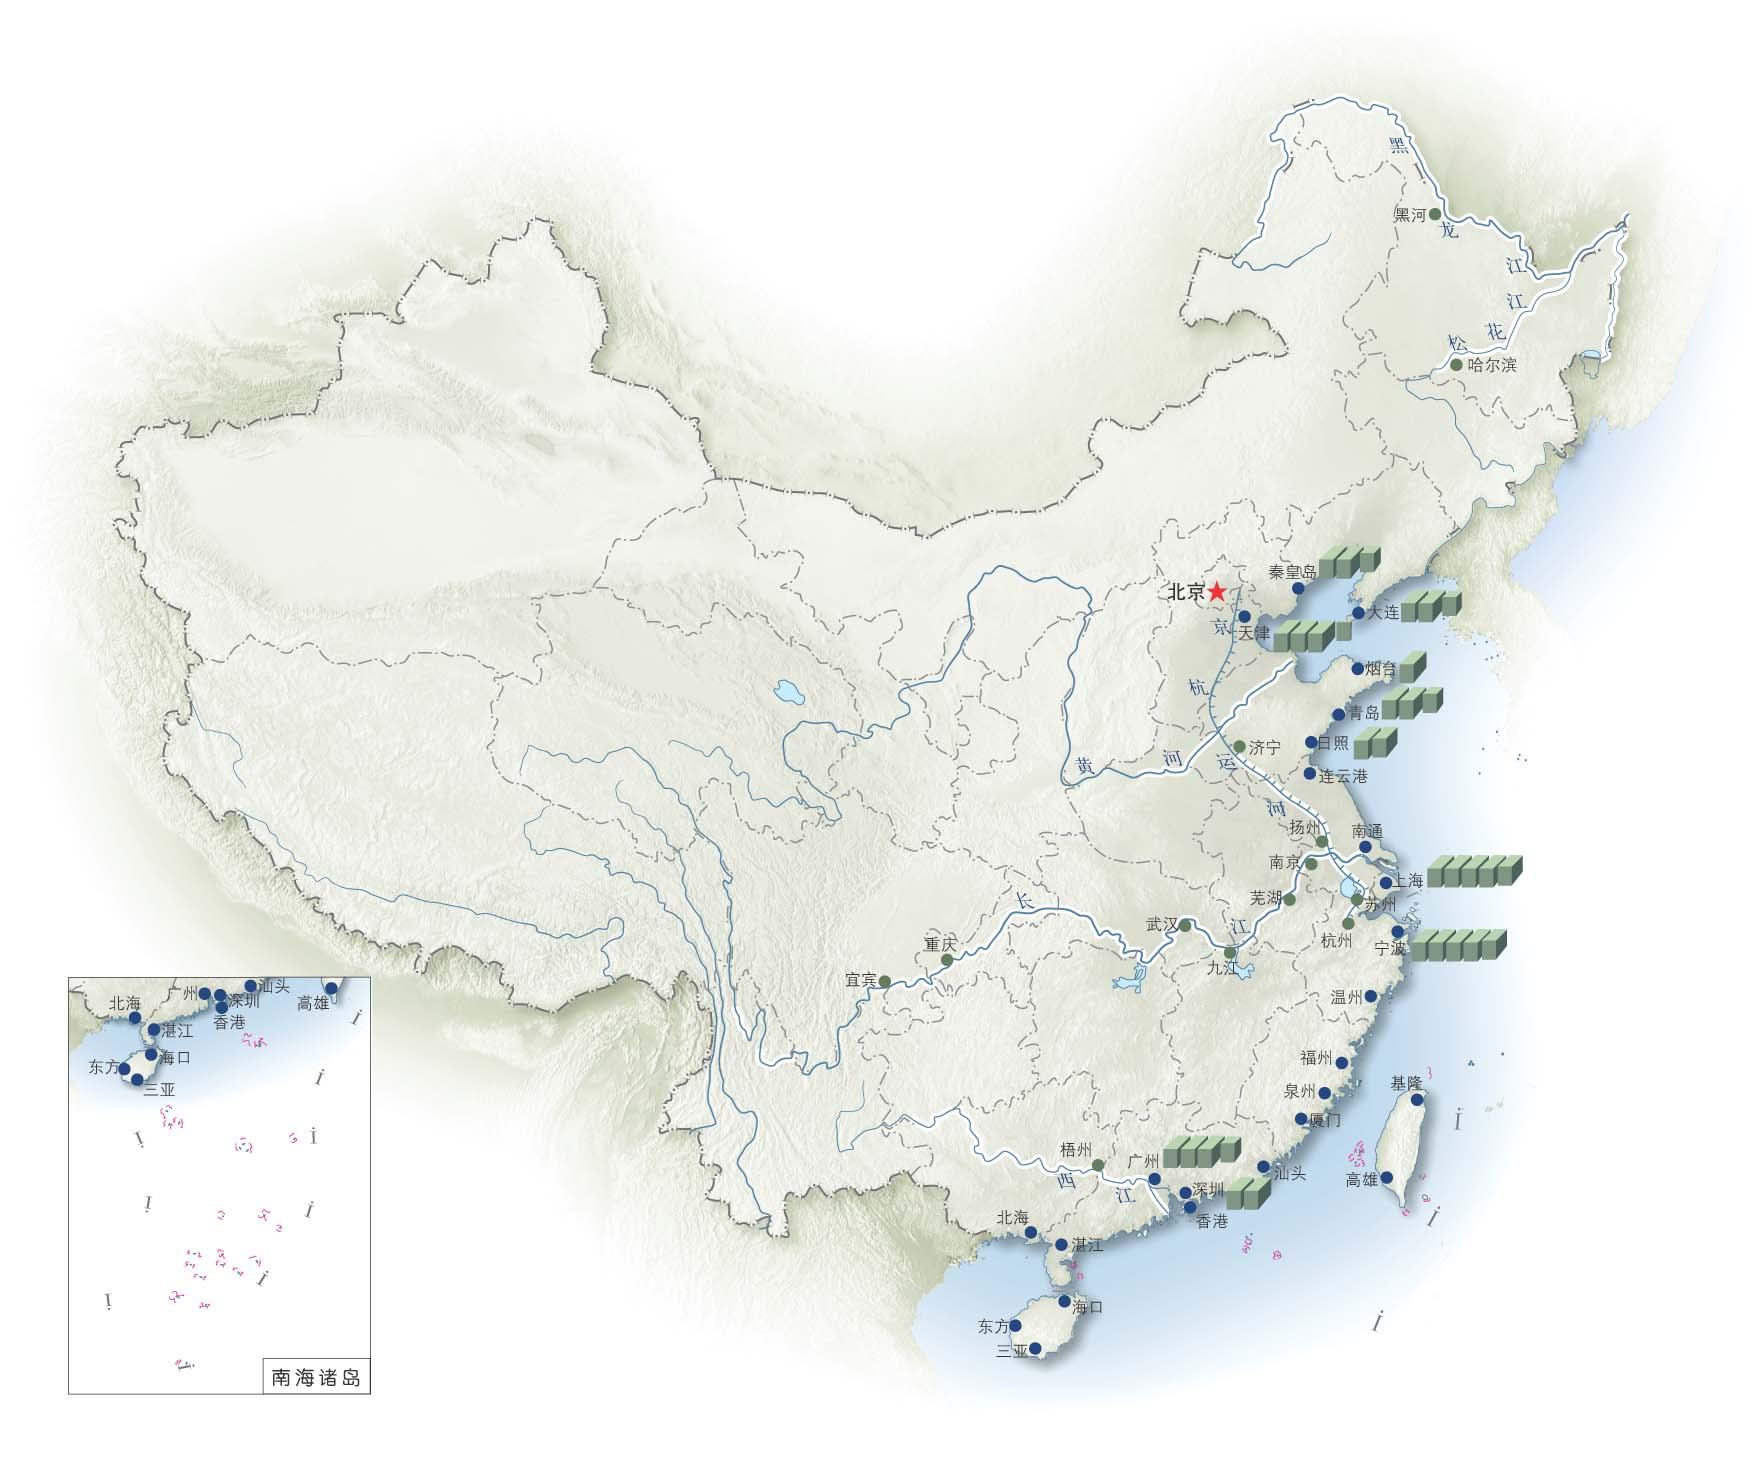 黑
黑河
龙
江
江
花
松
哈尔滨
秦皇岛
北京
大连
京
天津
烟台
杭
青岛
日照
济宁
河
运
黄
连云港
河
扬州
南通
南京
上海
芜湖
长
苏州
武汉
江
杭州
宁波
重庆
九江
宜宾
温州
福州
基隆
泉州
厦门
梧州
广州
汕头
西
江
深圳
高雄
香港
北海
湛江
海口
东方
三亚
广州
汕头
深圳
北海
高雄
香港
湛江
海口
东方
三亚
南海诸岛